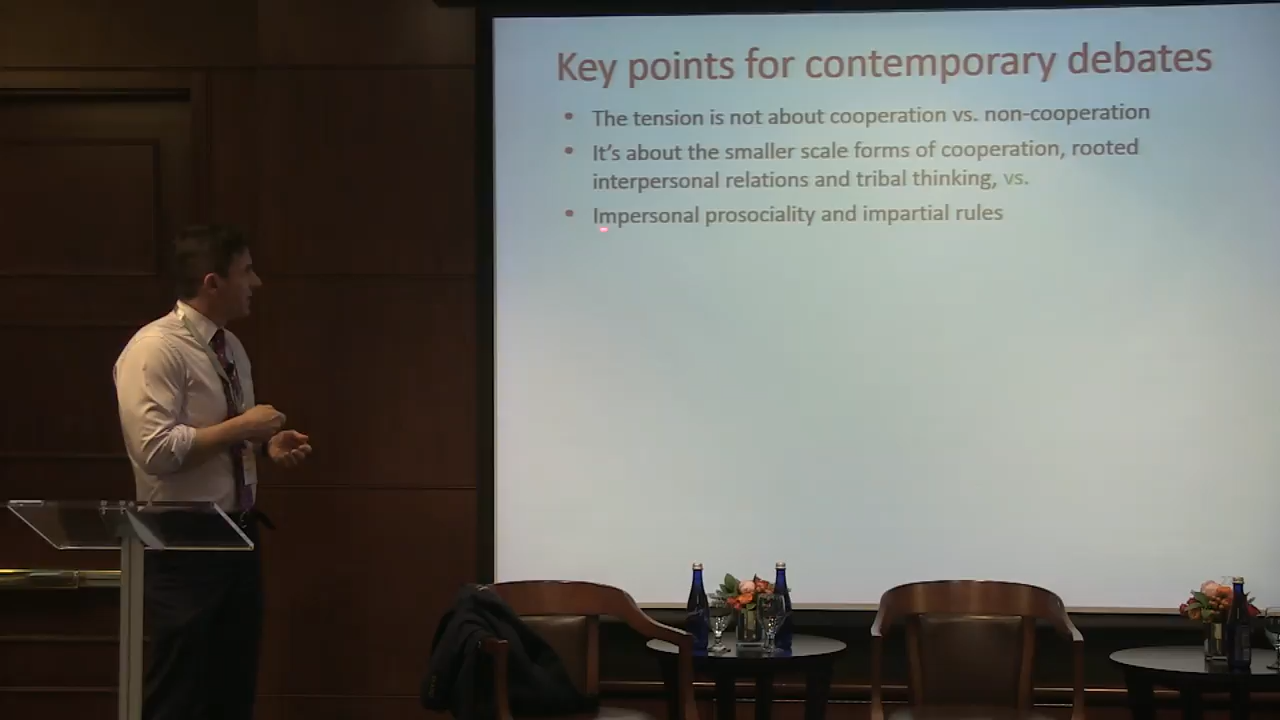 Key points for contemporary debates
• The tension is not about cooperation vs. non-cooperation
• It's about the smaller scale forms of cooperation, rooted
interpersonal relations and tribal thinking, vs.
• Impersonal prosociality and impartial rules